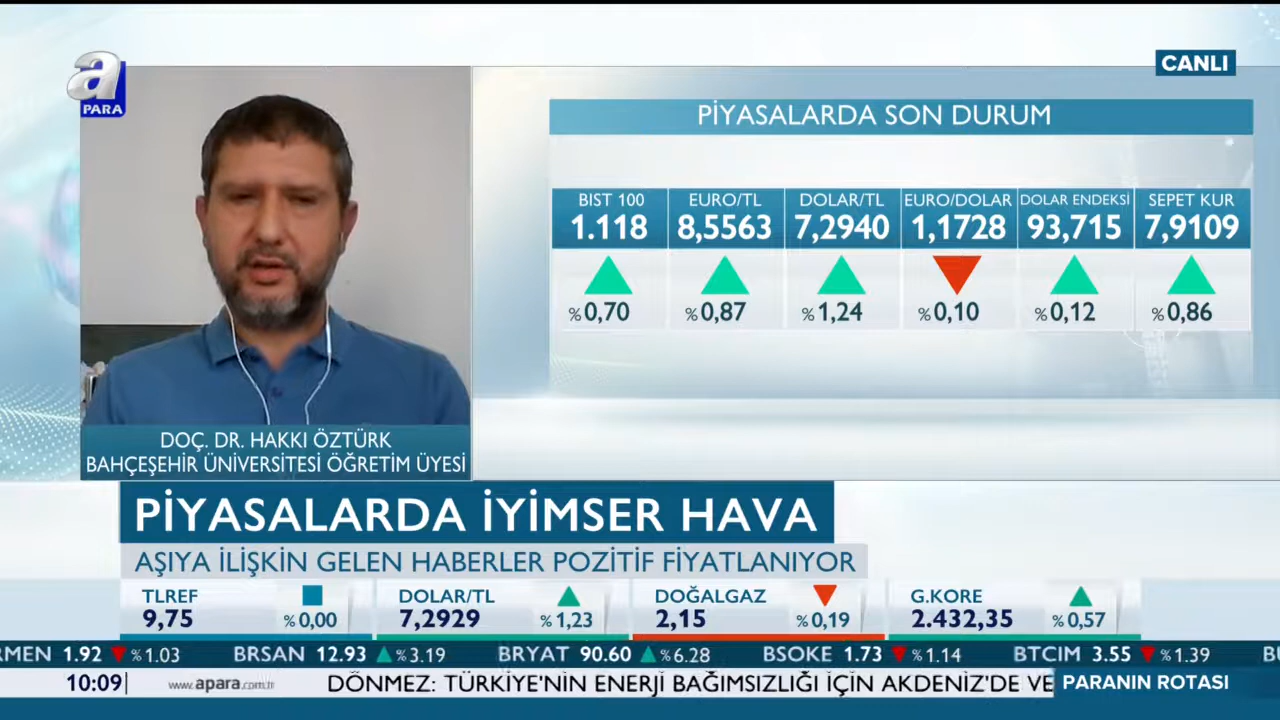 a
PARA
CANLI
PİYASALARDA SON DURUM
BIST 100 EURO/TL DOLAR/TL EURO/DOLAR DOLAR ENDEKSİ SEPET KUR
1.118 8,5563 7,2940 1,1728 93,715 7,9109
%0,70 %0,87 %1,24 %0,10 %0,12 %0,86
DOÇ. DR. HAKKI ÖZTÜRK
BAHÇEŞEHİR ÜNİVERSİTESİ ÖĞRETİM ÜYESİ
PİYASALARDA İYİMSER HAVA
AŞIYA İLİŞKİN GELEN HABERLER POZİTİF FİYATLANIYOR
TLREF DOLAR/TL DOĞALGAZ G.KORE
9,75 %0,00 7,2929 %1,23 2,15 %0,19 2.432,35 %0,57
RMEN 1.92 %1.03 BRSAN 12.93 %3.19 BRYAT 90.60 %6.28 BSOKE 1.73 %1.14 BTCIM 3.55 %1.39
10:09 www.apara.com.tr DÖNMEZ: TÜRKİYE'NİN ENERJİ BAĞIMSIZLIĞI İÇİN AKDENİZ'DE VE PARANIN ROTASI